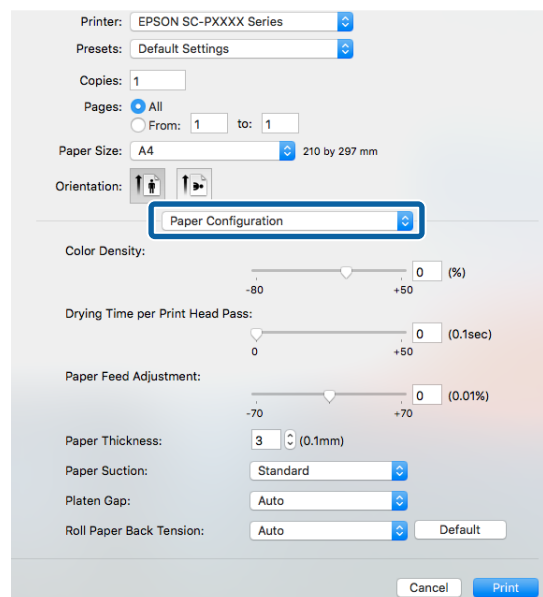 Printer: EPSON SC-PXXXX Series
Presets: Default Settings
Copies: 1
Pages: All
From: 1 to: 1
Paper Size: A4 210 by 297 mm
Orientation:
Paper Configuration
Color Density:
0 (%)
-80 +50
Drying Time per Print Head Pass:
0 (0.1sec)
0 +50
Paper Feed Adjustment:
0 (0.01%)
-70 +70
Paper Thickness: 3 (0.1mm)
Paper Suction: Standard
Platen Gap: Auto
Roll Paper Back Tension: Auto Default
Cancel Print